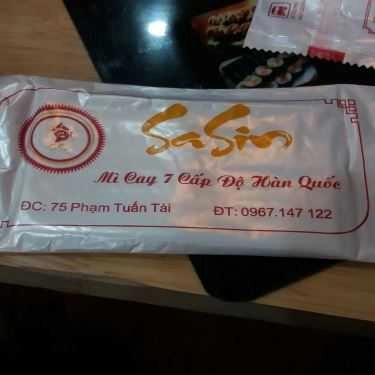 SaSin
Mì Cay 7 Cấp Độ Hàn Quốc
ĐC: 75 Phạm Tuấn Tài ĐT: 0967.147 122